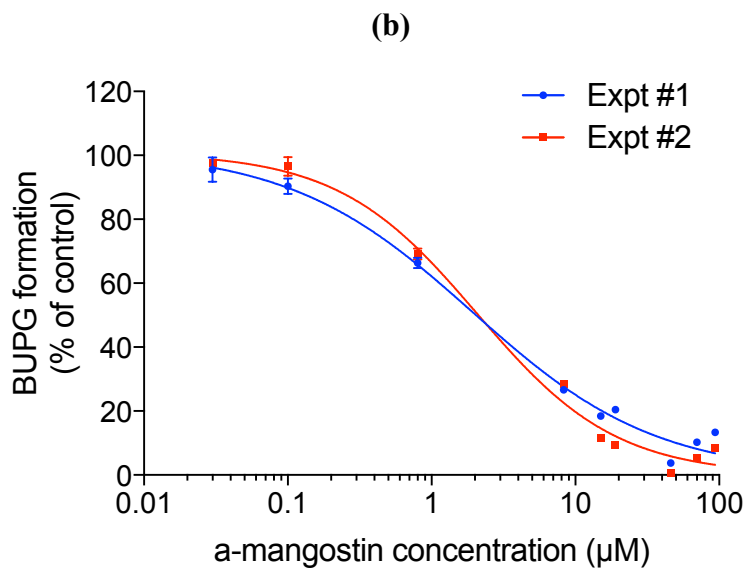 (b)
Expt #1
Expt #2
120
100
80
60
40
20
0
BUPG formation
(% of control)
0.01
0.1
1
10
100
a-mangostin concentration (µM)